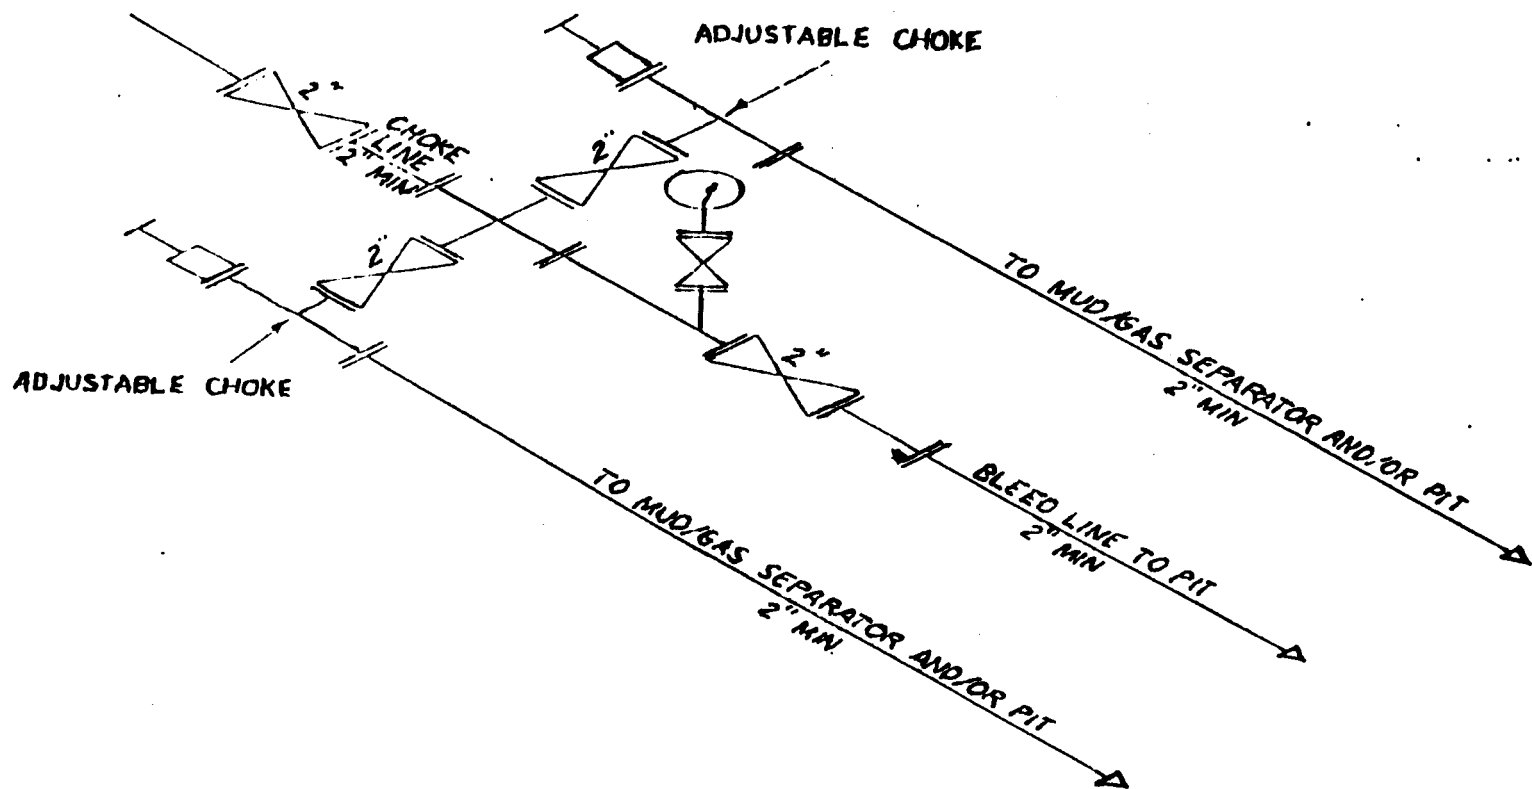 ADJUSTABLE CHOKE
2"
CHOKE
LINE
2" MIN
2"
2"
ADJUSTABLE CHOKE
2"
TO MUD/GAS SEPARATOR AND/OR PIT
2" MIN
BLEED LINE TO PIT
2" MIN
TO MUD/GAS SEPARATOR AND/OR PIT
2" MIN.